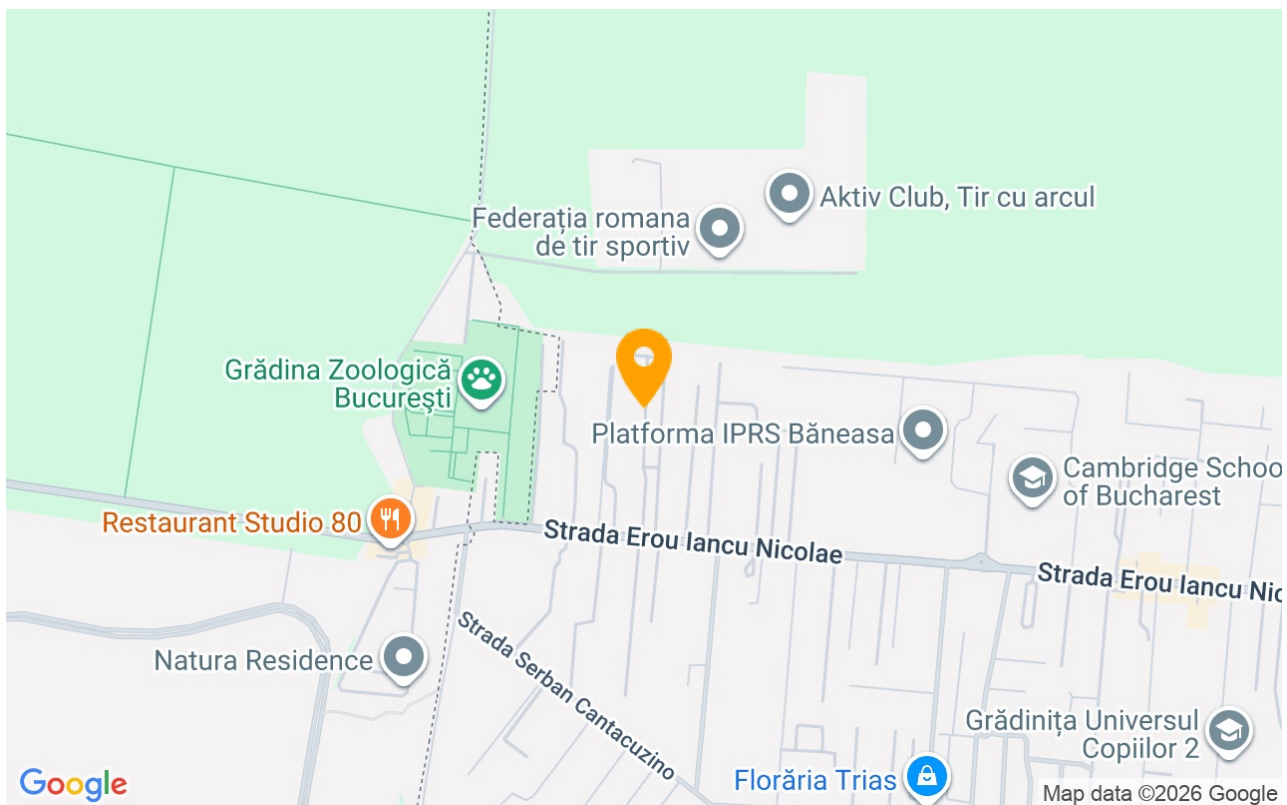 Aktiv Club, Tir cu arcul
Federația romana
de tir sportiv
Grădina Zoologică
București
Platforma IPRS Băneasa
Cambridge Schoo
of Bucharest
Restaurant Studio 80
Strada Erou Iancu Nicolae
Strada Erou Iancu Nic
Strada Serban Cantacuzino
Natura Residence
Grădinița Universul
Copiilor 2
Florăria Trias
Google
Map data ©2026 Google